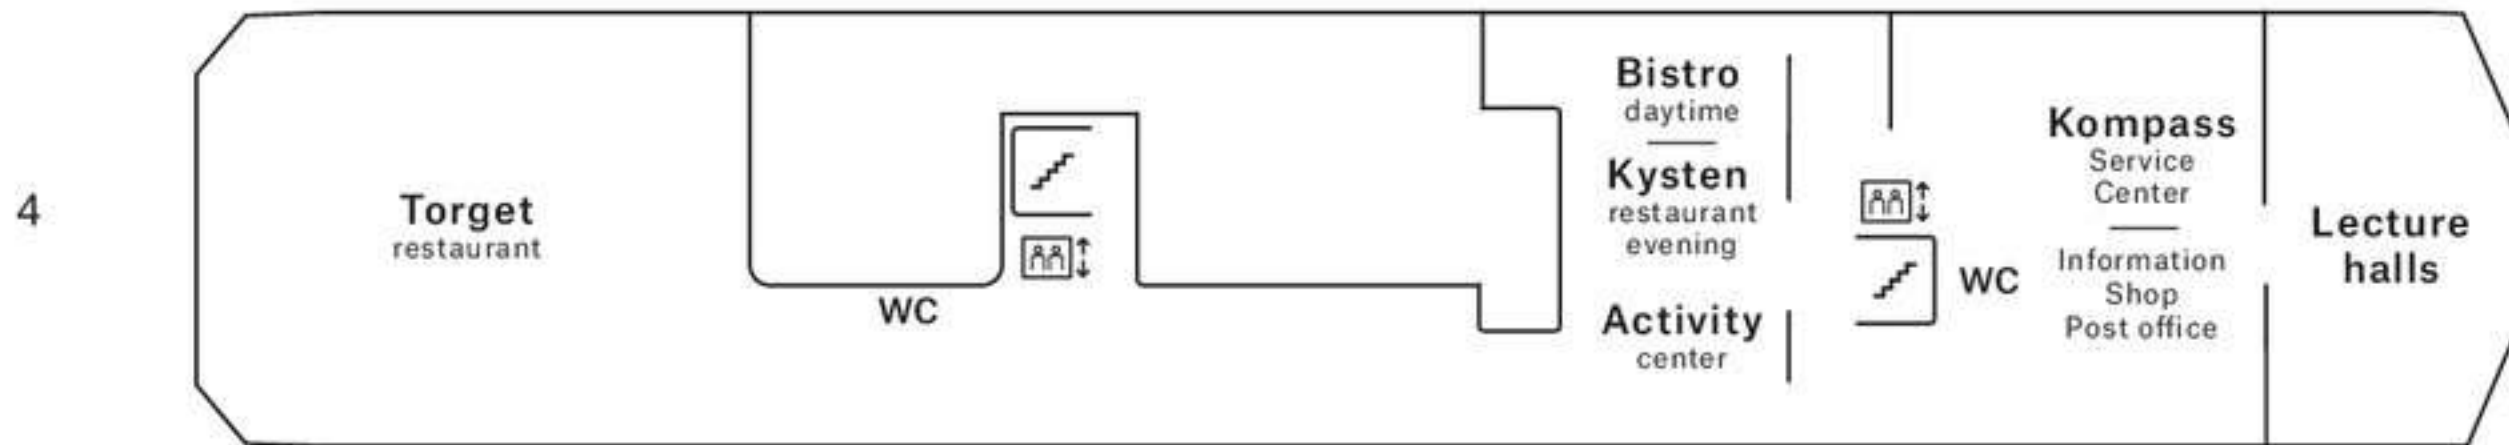 4
Torget
restaurant
WC
Bistro
daytime
Kysten
restaurant
evening
Activity
center
WC
Kompass
Service
Center
Information
Shop
Post office
Lecture
halls